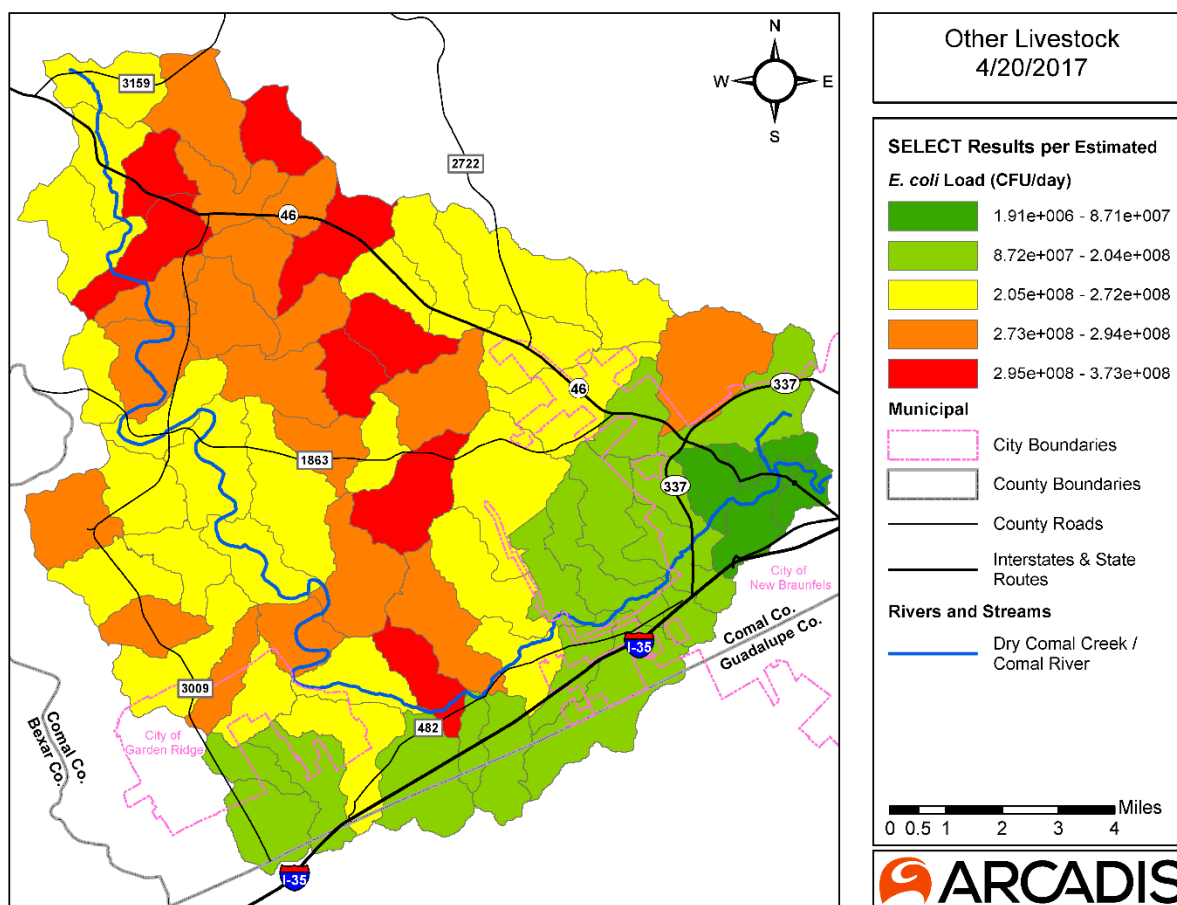 Other Livestock
4/20/2017
SELECT Results per Estimated
E. coli Load (CFU/day)
1.91e+006 - 8.71e+007
8.72e+007 - 2.04e+008
2.05e+008 - 2.72e+008
2.73e+008 - 2.94e+008
2.95e+008 - 3.73e+008
Municipal
City Boundaries
County Boundaries
County Roads
Interstates & State
Routes
Rivers and Streams
Dry Comal Creek /
Comal River
Miles
0 0.5 1 2 3 4
ARCADIS
N
W E
S
3159
2722
46
46
337
337
1863
City of
New Braunfels
Comal Co.
Guadalupe Co.
I-35
3009
482
City of
Garden Ridge
Comal Co.
Bexar Co.
I-35